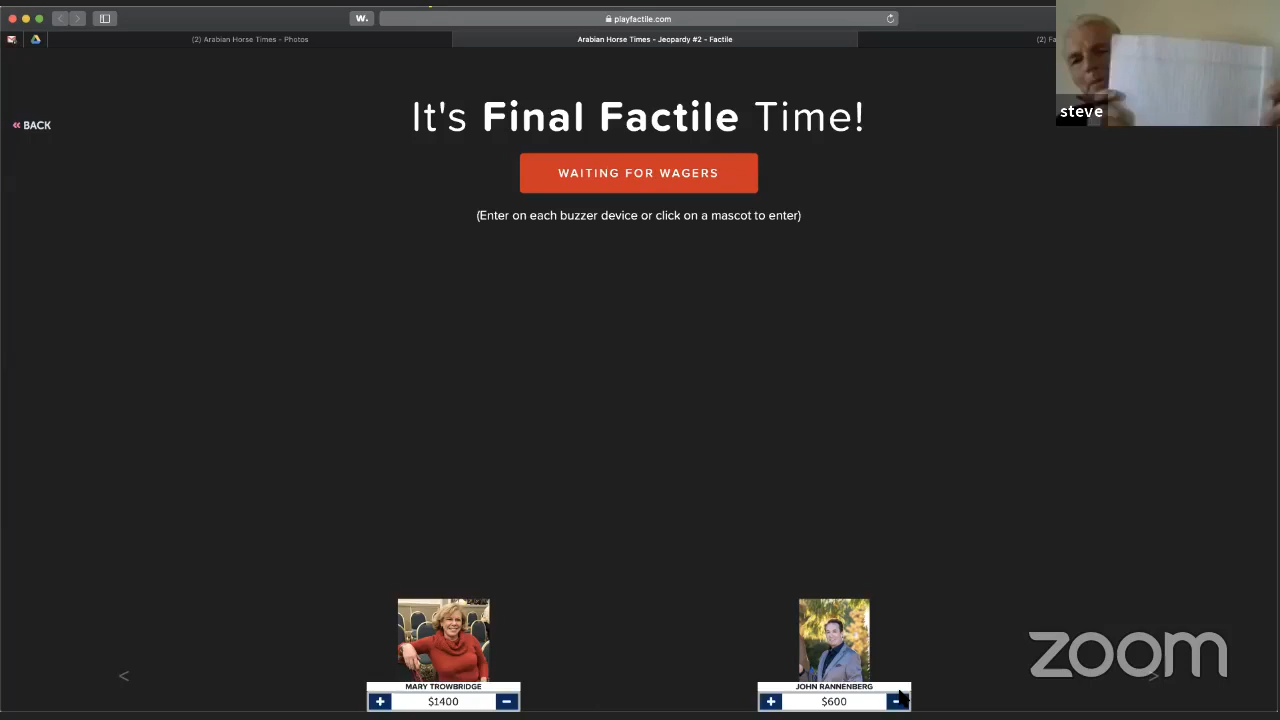 W.
playfactile.com
(2) Arabian Horse Times - Photos
Arabian Horse Times - Jeopardy #2 - Factile
(2) Fa
steve
« BACK
It's Final Factile Time!
WAITING FOR WAGERS
(Enter on each buzzer device or click on a mascot to enter)
<
>
zoom
MARY TROWBRIDGE
JOHN RANNENBERG
+ $1400 −
+ $600 −